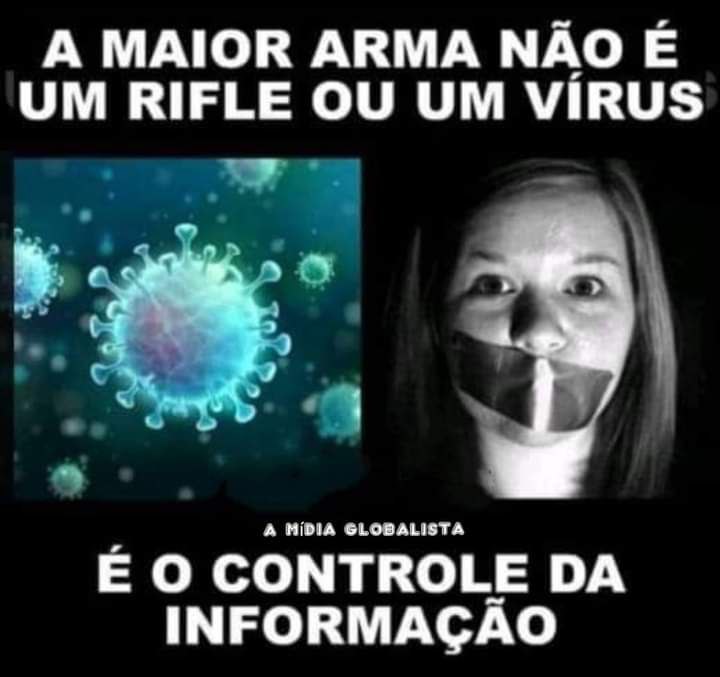 A MAIOR ARMA NÃO É
UM RIFLE OU UM VÍRUS
A MÍDIA GLOBALISTA
É O CONTROLE DA
INFORMAÇÃO